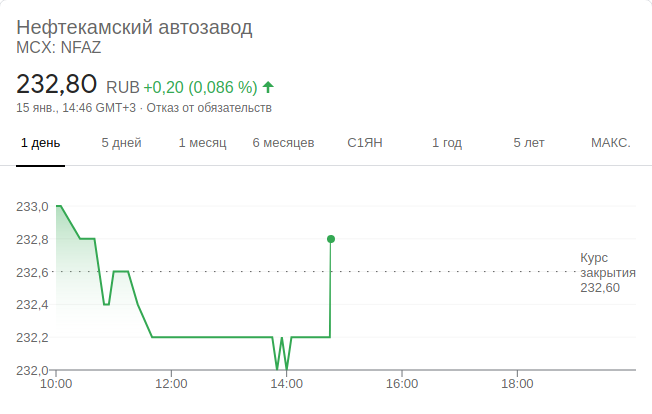 Нефтекамский автозавод
MCX: NFAZ
232,80 RUB +0,20 (0,086 %)
15 янв., 14:46 GMT+3 · Отказ от обязательств
1 день 5 дней 1 месяц 6 месяцев С1ЯН 1 год 5 лет МАКС.
233,0
232,8
232,6
232,4
232,2
232,0
Курс
закрытия
232,60
10:00 12:00 14:00 16:00 18:00